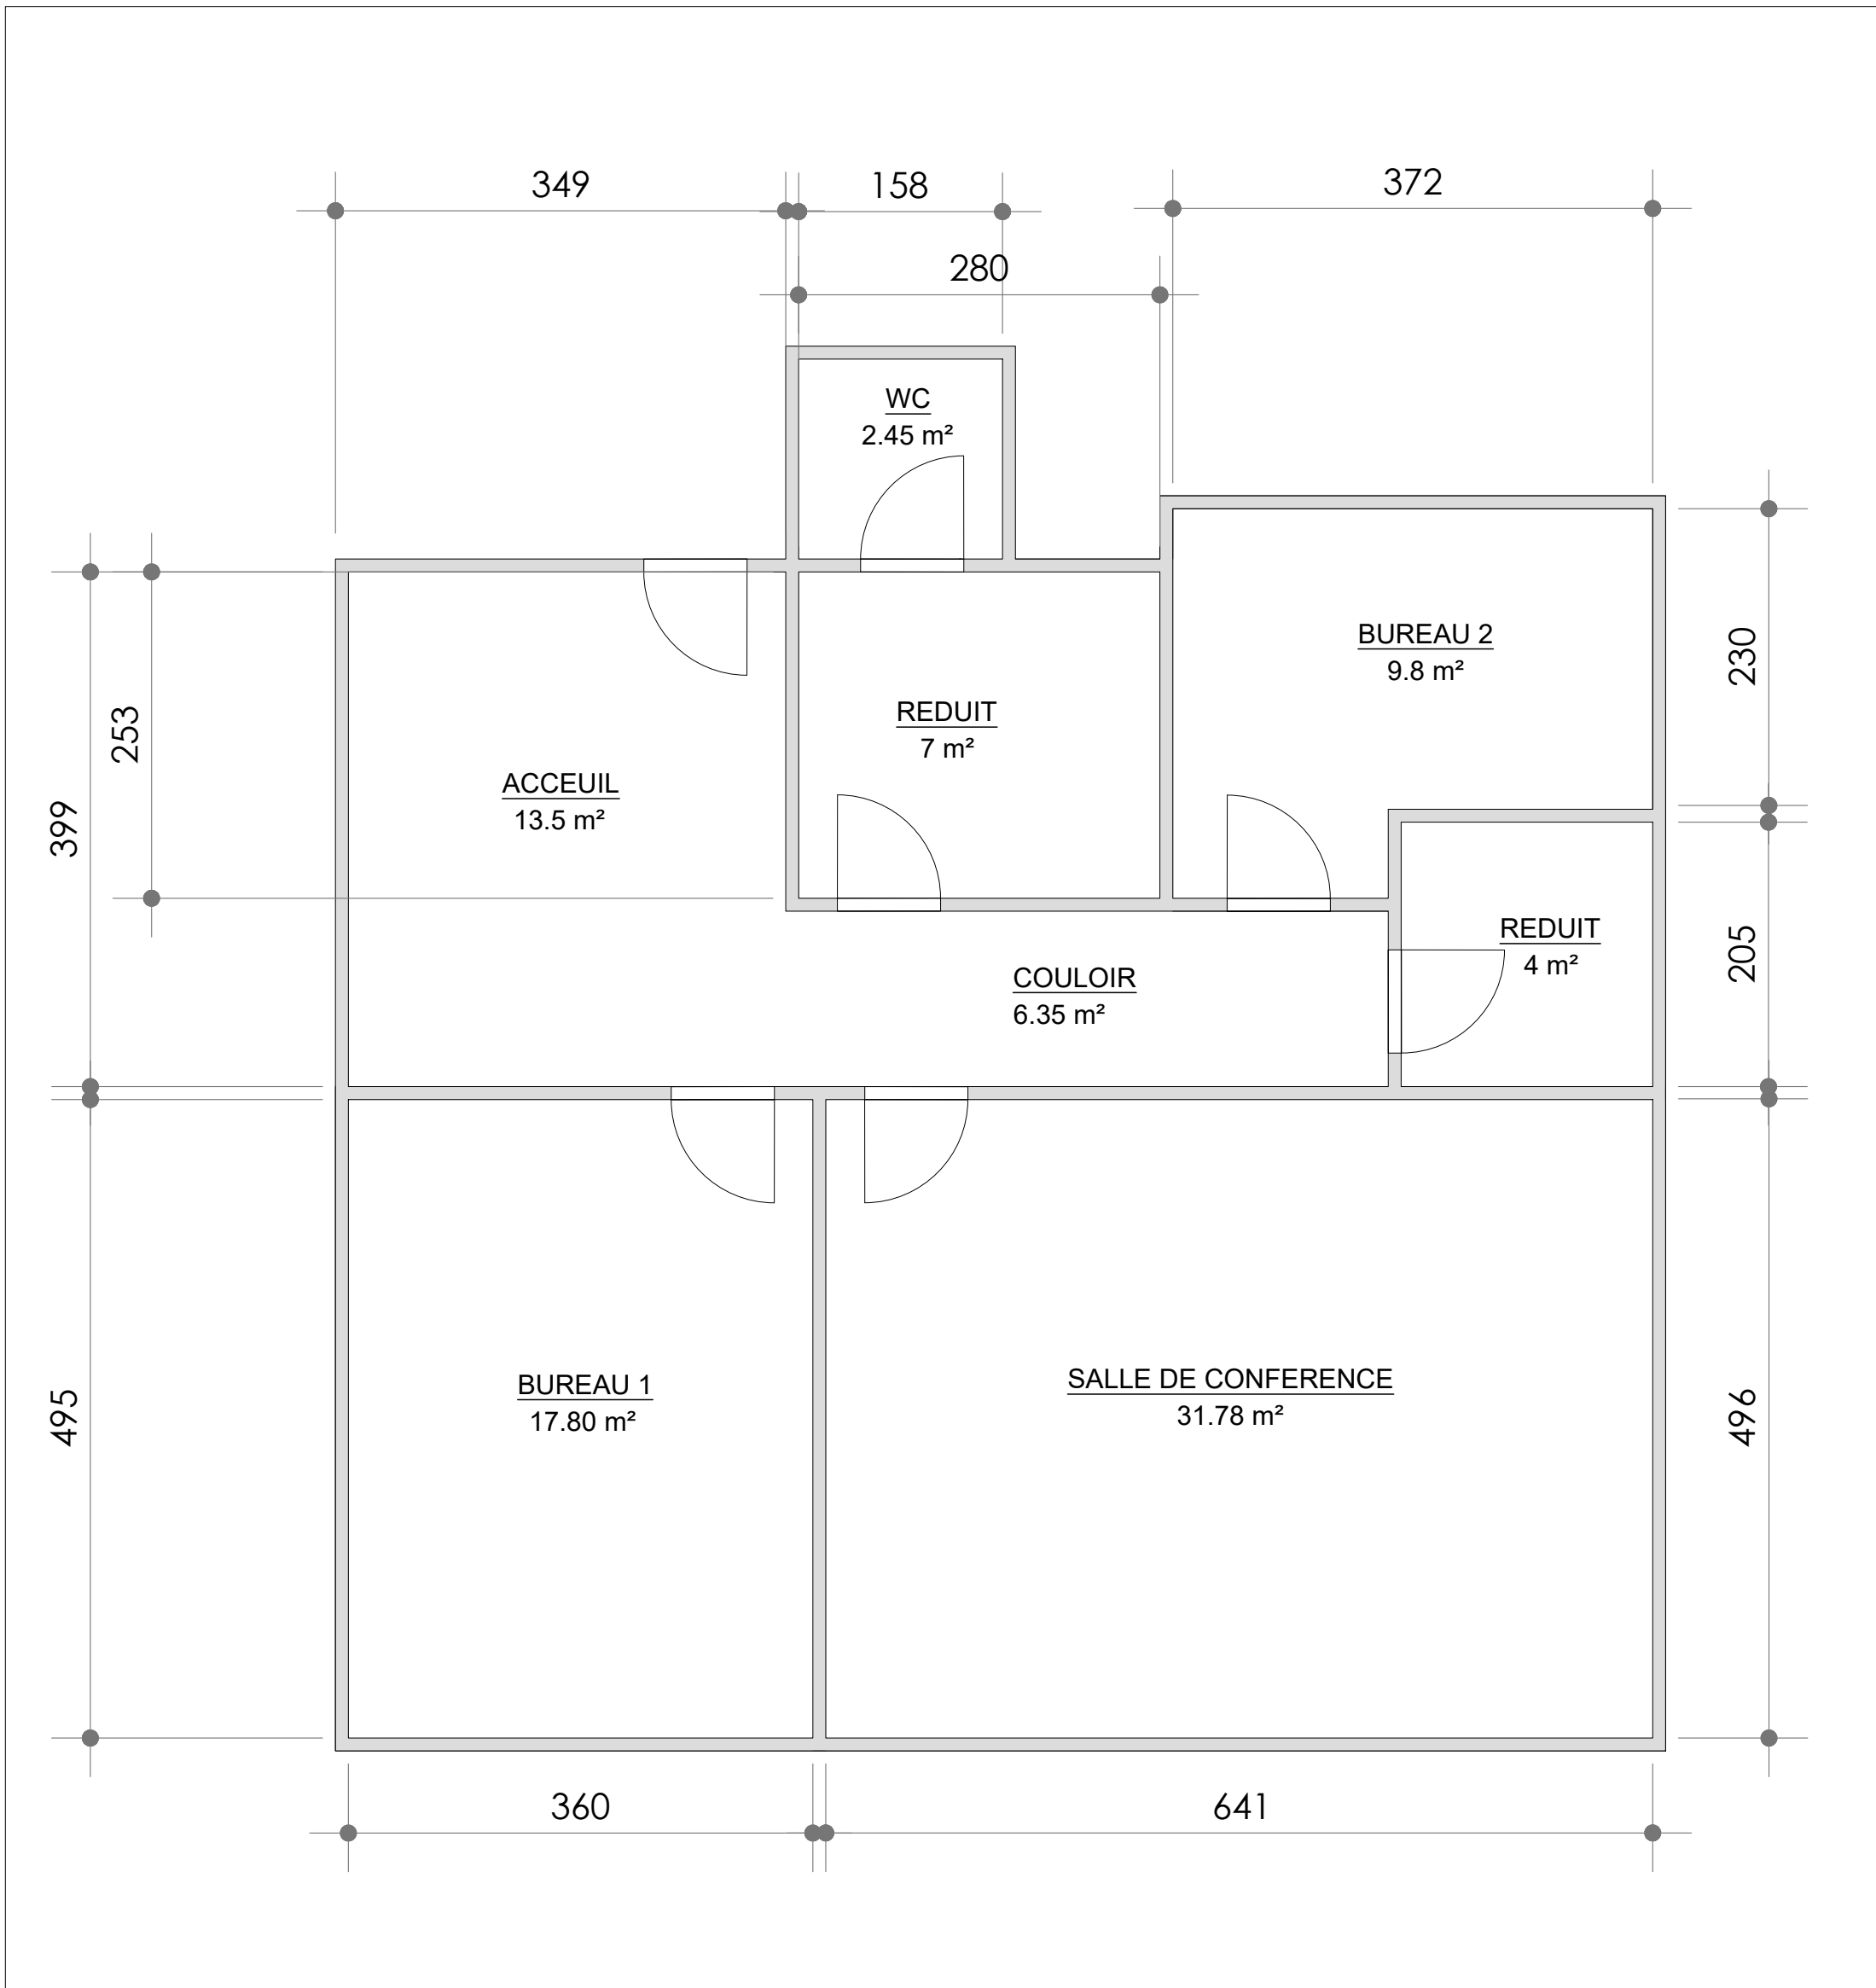 349
158
372
280
WC
2.45 m²
BUREAU 2
9.8 m²
230
REDUIT
7 m²
253
ACCEUIL
13.5 m²
399
REDUIT
4 m²
205
COULOIR
6.35 m²
BUREAU 1
17.80 m²
SALLE DE CONFERENCE
31.78 m²
495
496
360
641